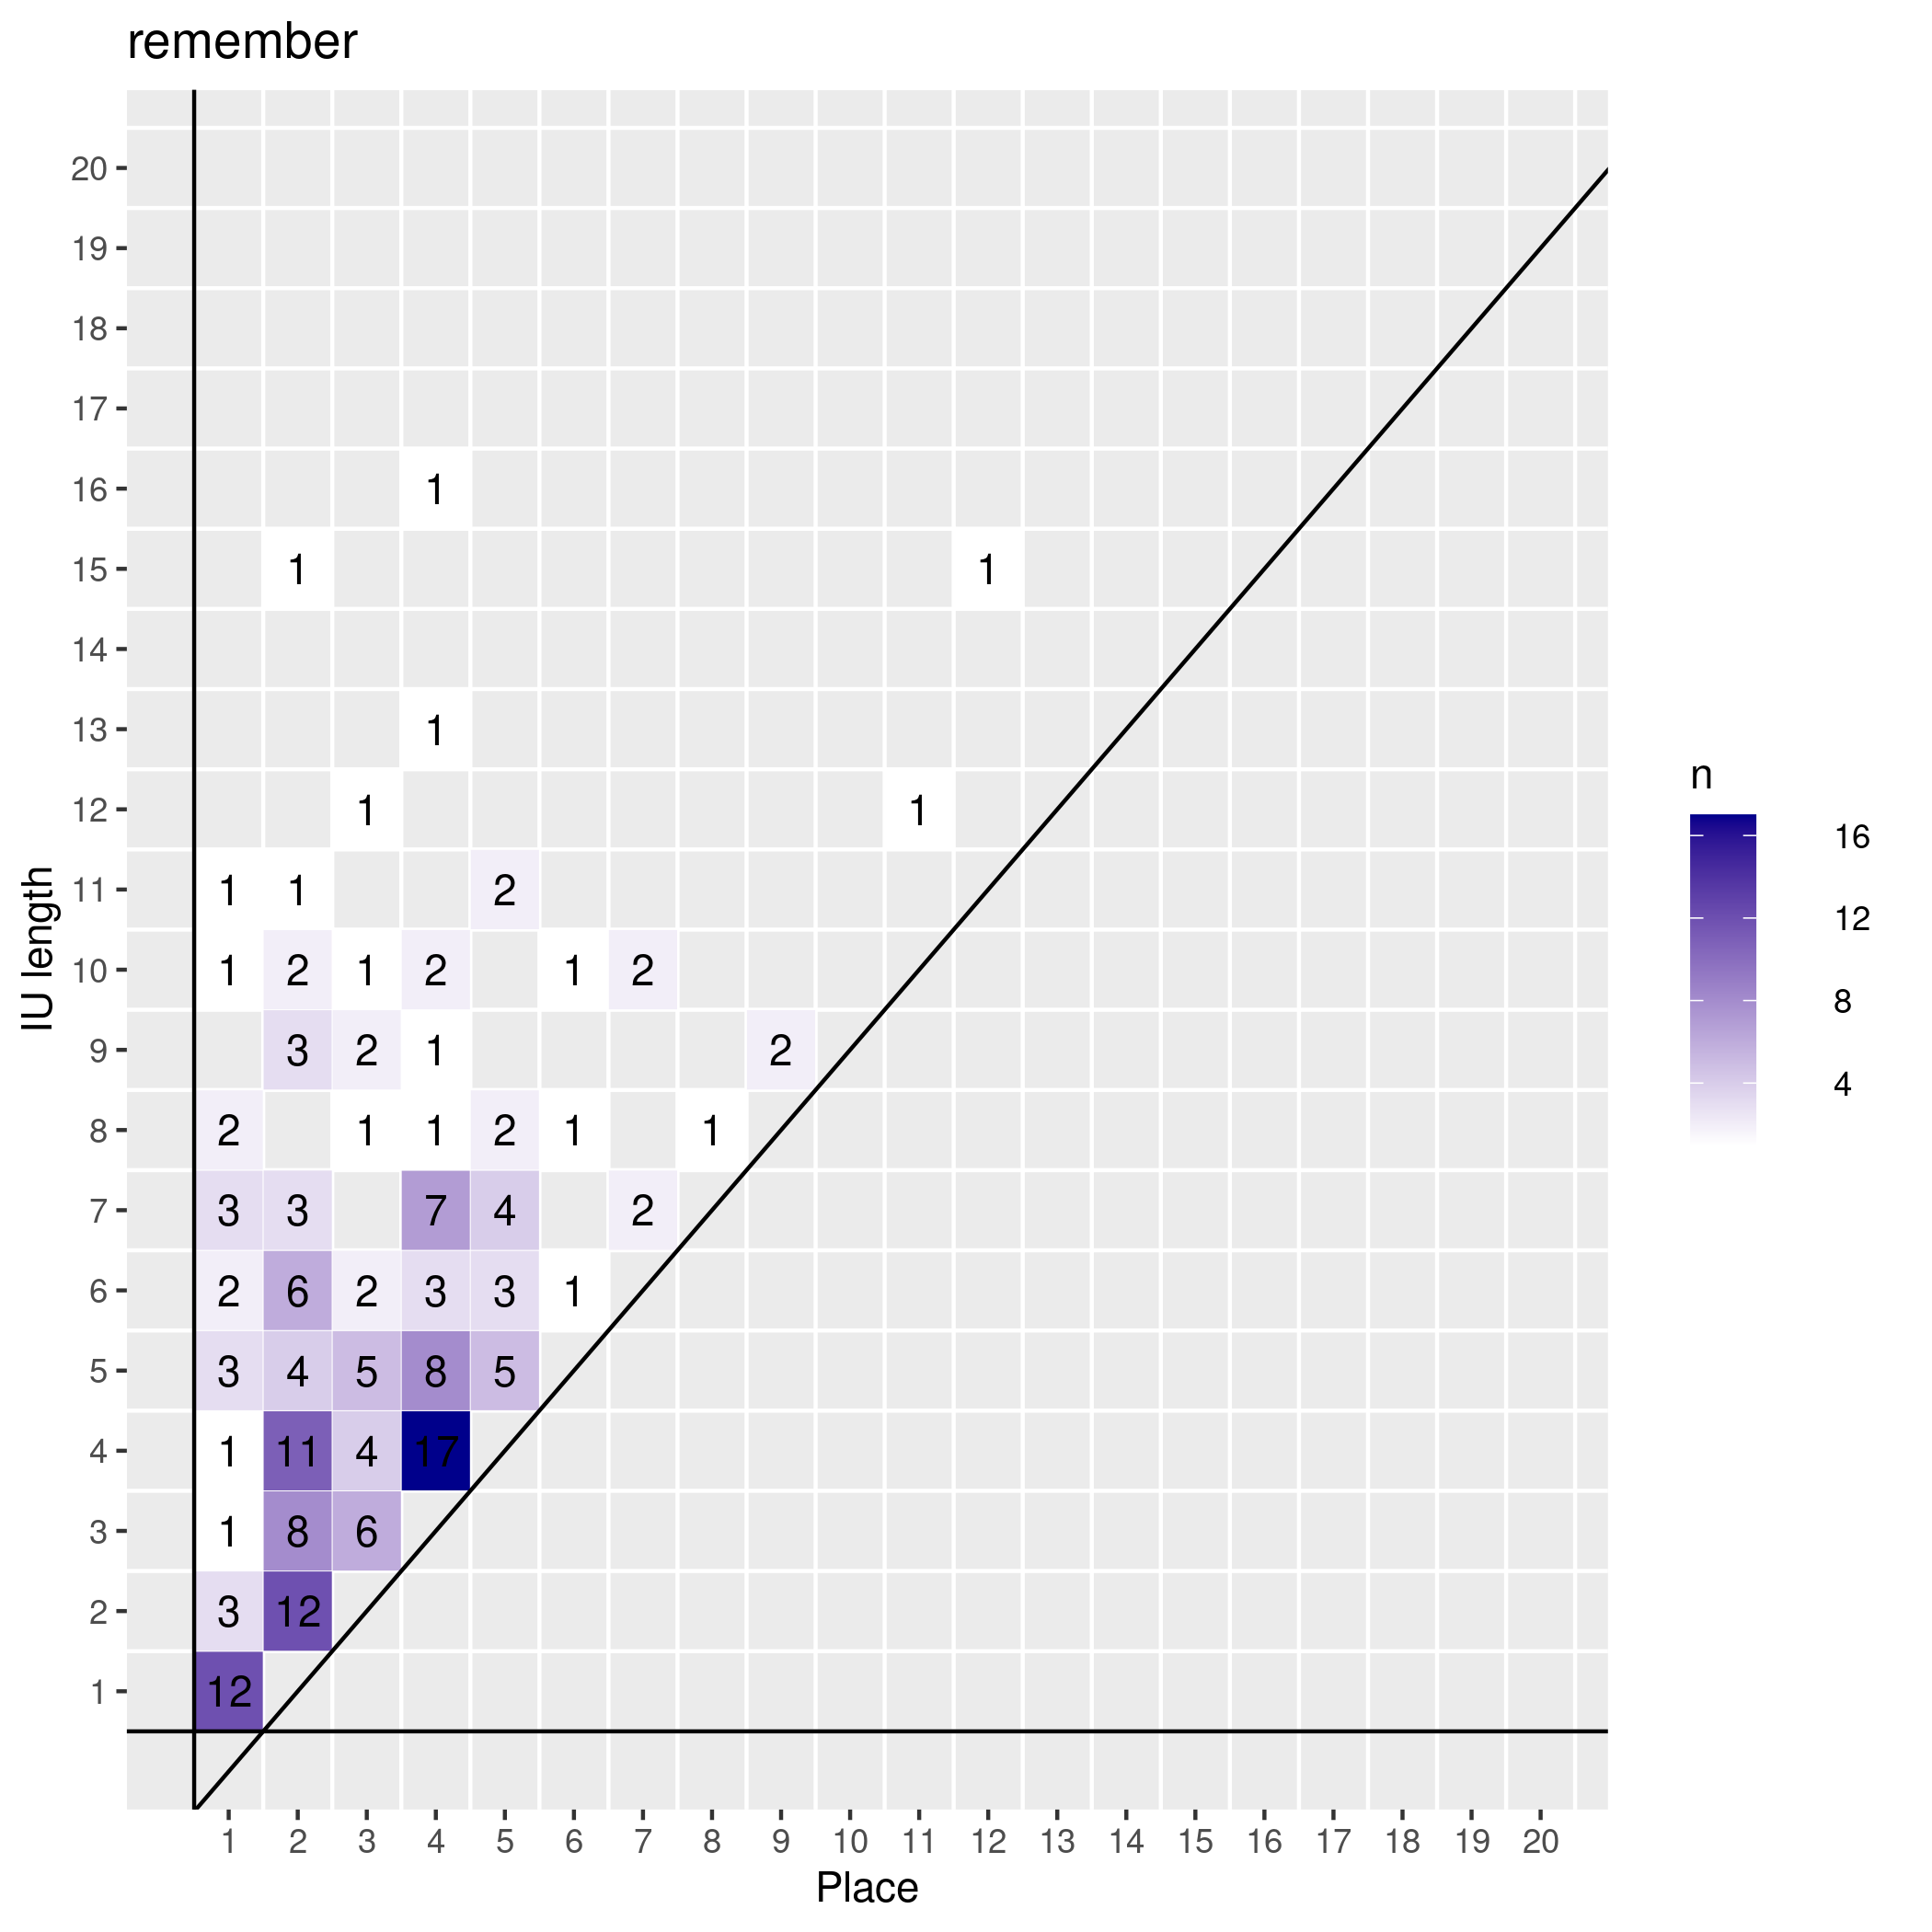 remember
20
19
18
17
16 1
15 1 1
14
13 1
12 1 1
11 1 1 2
10 1 2 1 2 1 2
9 3 2 1 2
8 2 1 1 2 1 1
7 3 3 7 4 2
6 2 6 2 3 3 1
5 3 4 5 8 5
4 1 11 4 17
3 1 8 6
2 3 12
1 12
1 2 3 4 5 6 7 8 9 10 11 12 13 14 15 16 17 18 19 20
Place
IU length
n
16
12
8
4